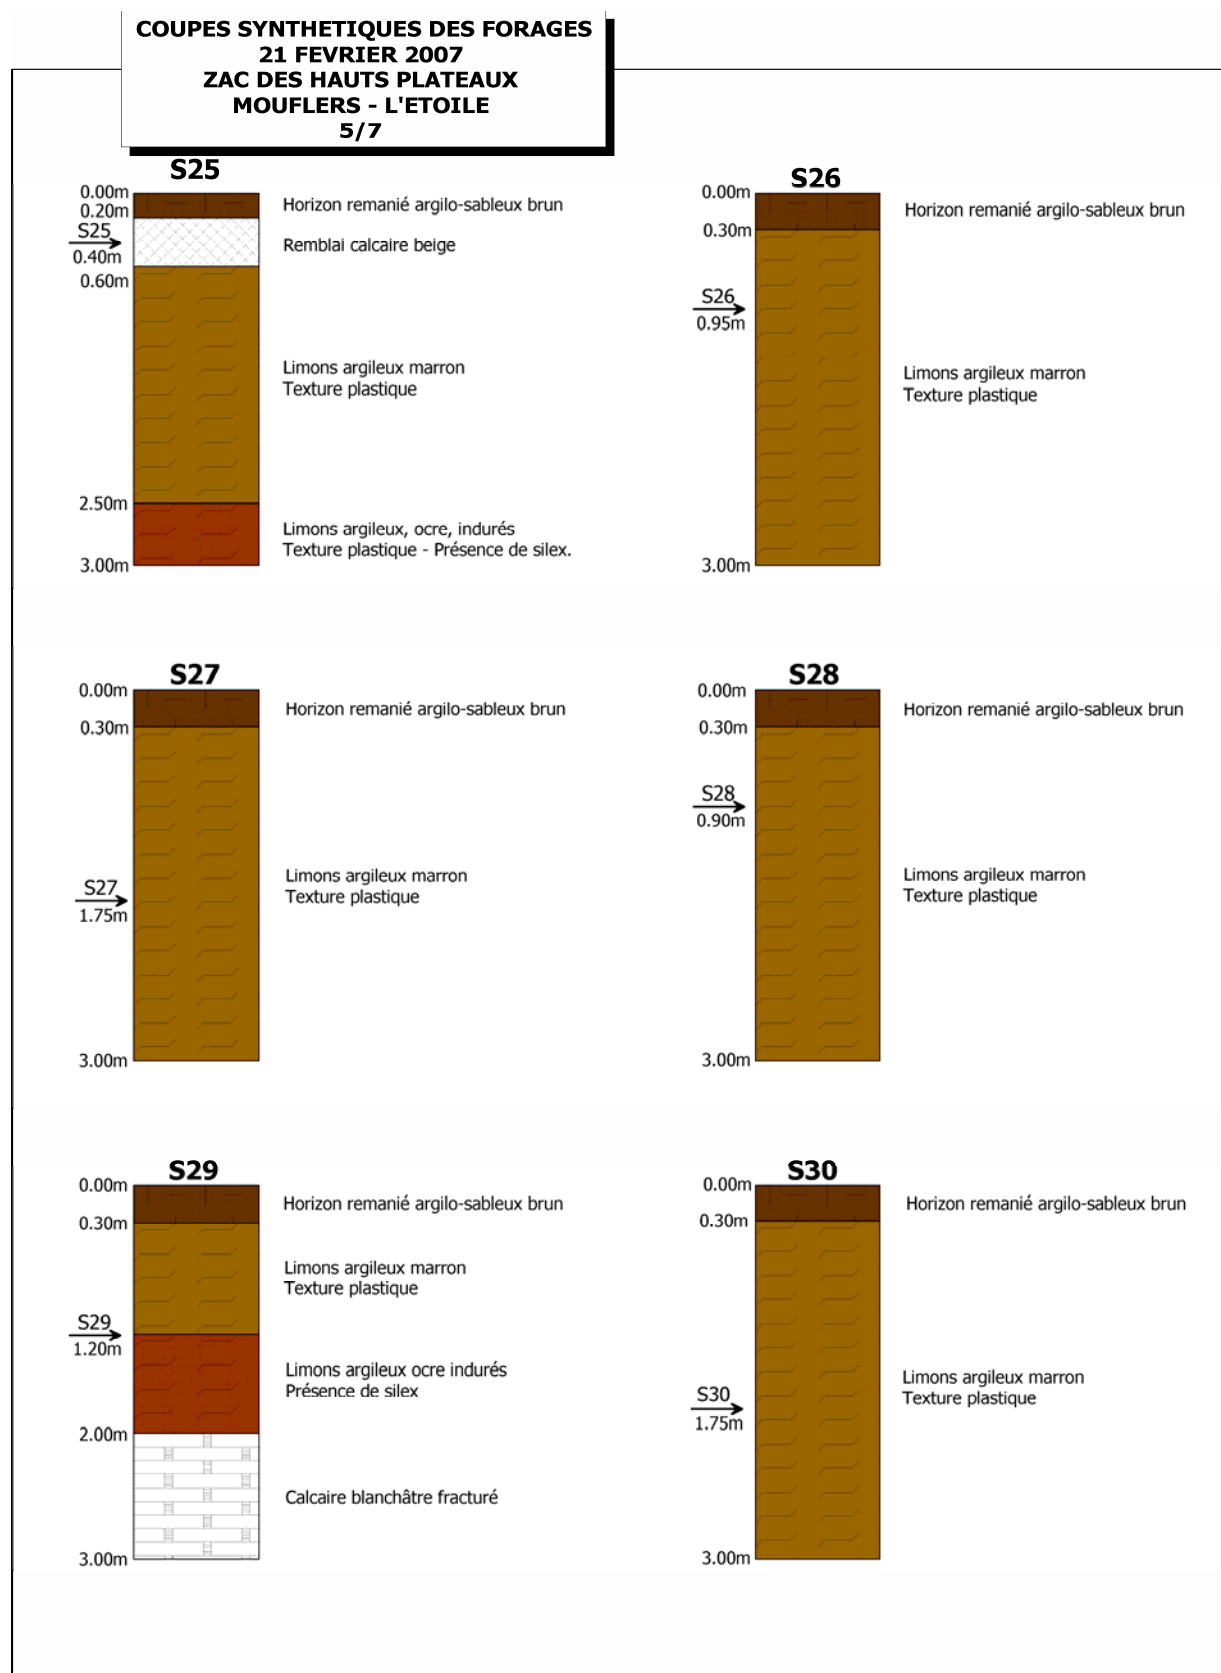 COUPES SYNTHETIQUES DES FORAGES
21 FEVRIER 2007
ZAC DES HAUTS PLATEAUX
MOUFLERS - L'ETOILE
5/7
S25
0.00m
0.20m
S25
0.40m
0.60m
2.50m
3.00m
Horizon remanié argilo-sableux brun
Remblai calcaire beige
Limons argileux marron
Texture plastique
Limons argileux, ocre, indurés
Texture plastique - Présence de silex.
S26
0.00m
0.30m
S26
0.95m
3.00m
Horizon remanié argilo-sableux brun
Limons argileux marron
Texture plastique
S27
0.00m
0.30m
S27
1.75m
3.00m
Horizon remanié argilo-sableux brun
Limons argileux marron
Texture plastique
S28
0.00m
0.30m
S28
0.90m
3.00m
Horizon remanié argilo-sableux brun
Limons argileux marron
Texture plastique
S29
0.00m
0.30m
S29
1.20m
2.00m
3.00m
Horizon remanié argilo-sableux brun
Limons argileux marron
Texture plastique
Limons argileux ocre indurés
Présence de silex
Calcaire blanchâtre fracturé
S30
0.00m
0.30m
S30
1.75m
3.00m
Horizon remanié argilo-sableux brun
Limons argileux marron
Texture plastique